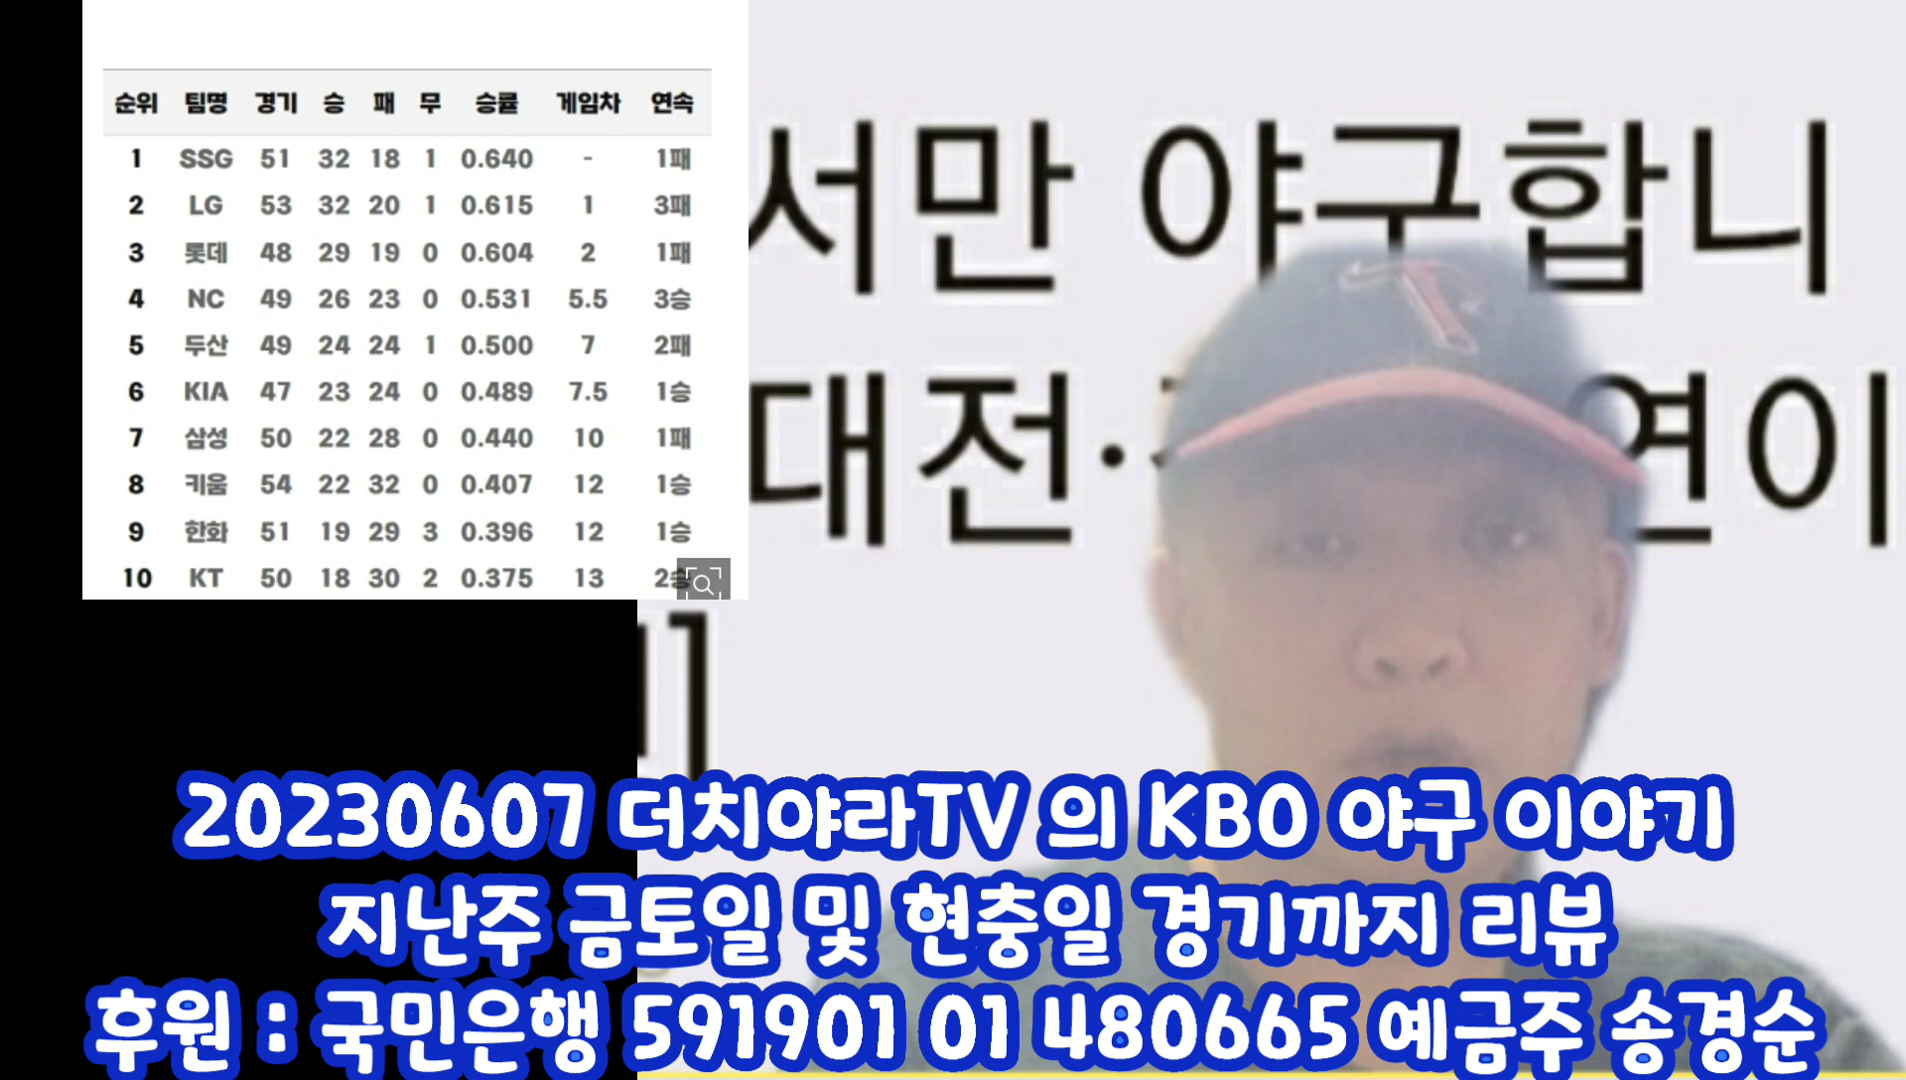 순위 팀명 경기 승 패 무 승률 게임차 연속
1 SSG 51 32 18 1 0.640 - 1패
2 LG 53 32 20 1 0.615 1 3패
3 롯데 48 29 19 0 0.604 2 1패
4 NC 49 26 23 0 0.531 5.5 3승
5 두산 49 24 24 1 0.500 7 2패
6 KIA 47 23 24 0 0.489 7.5 1승
7 삼성 50 22 28 0 0.440 10 1패
8 키움 54 22 32 0 0.407 12 1승
9 한화 51 19 29 3 0.396 12 1승
10 KT 50 18 30 2 0.375 13 2승
서만 야구합니
대전· 연이
20230607 더치야라TV 의 KBO 야구 이야기
지난주 금토일 및 현충일 경기까지 리뷰
후원 : 국민은행 591901 01 480665 예금주 송경순